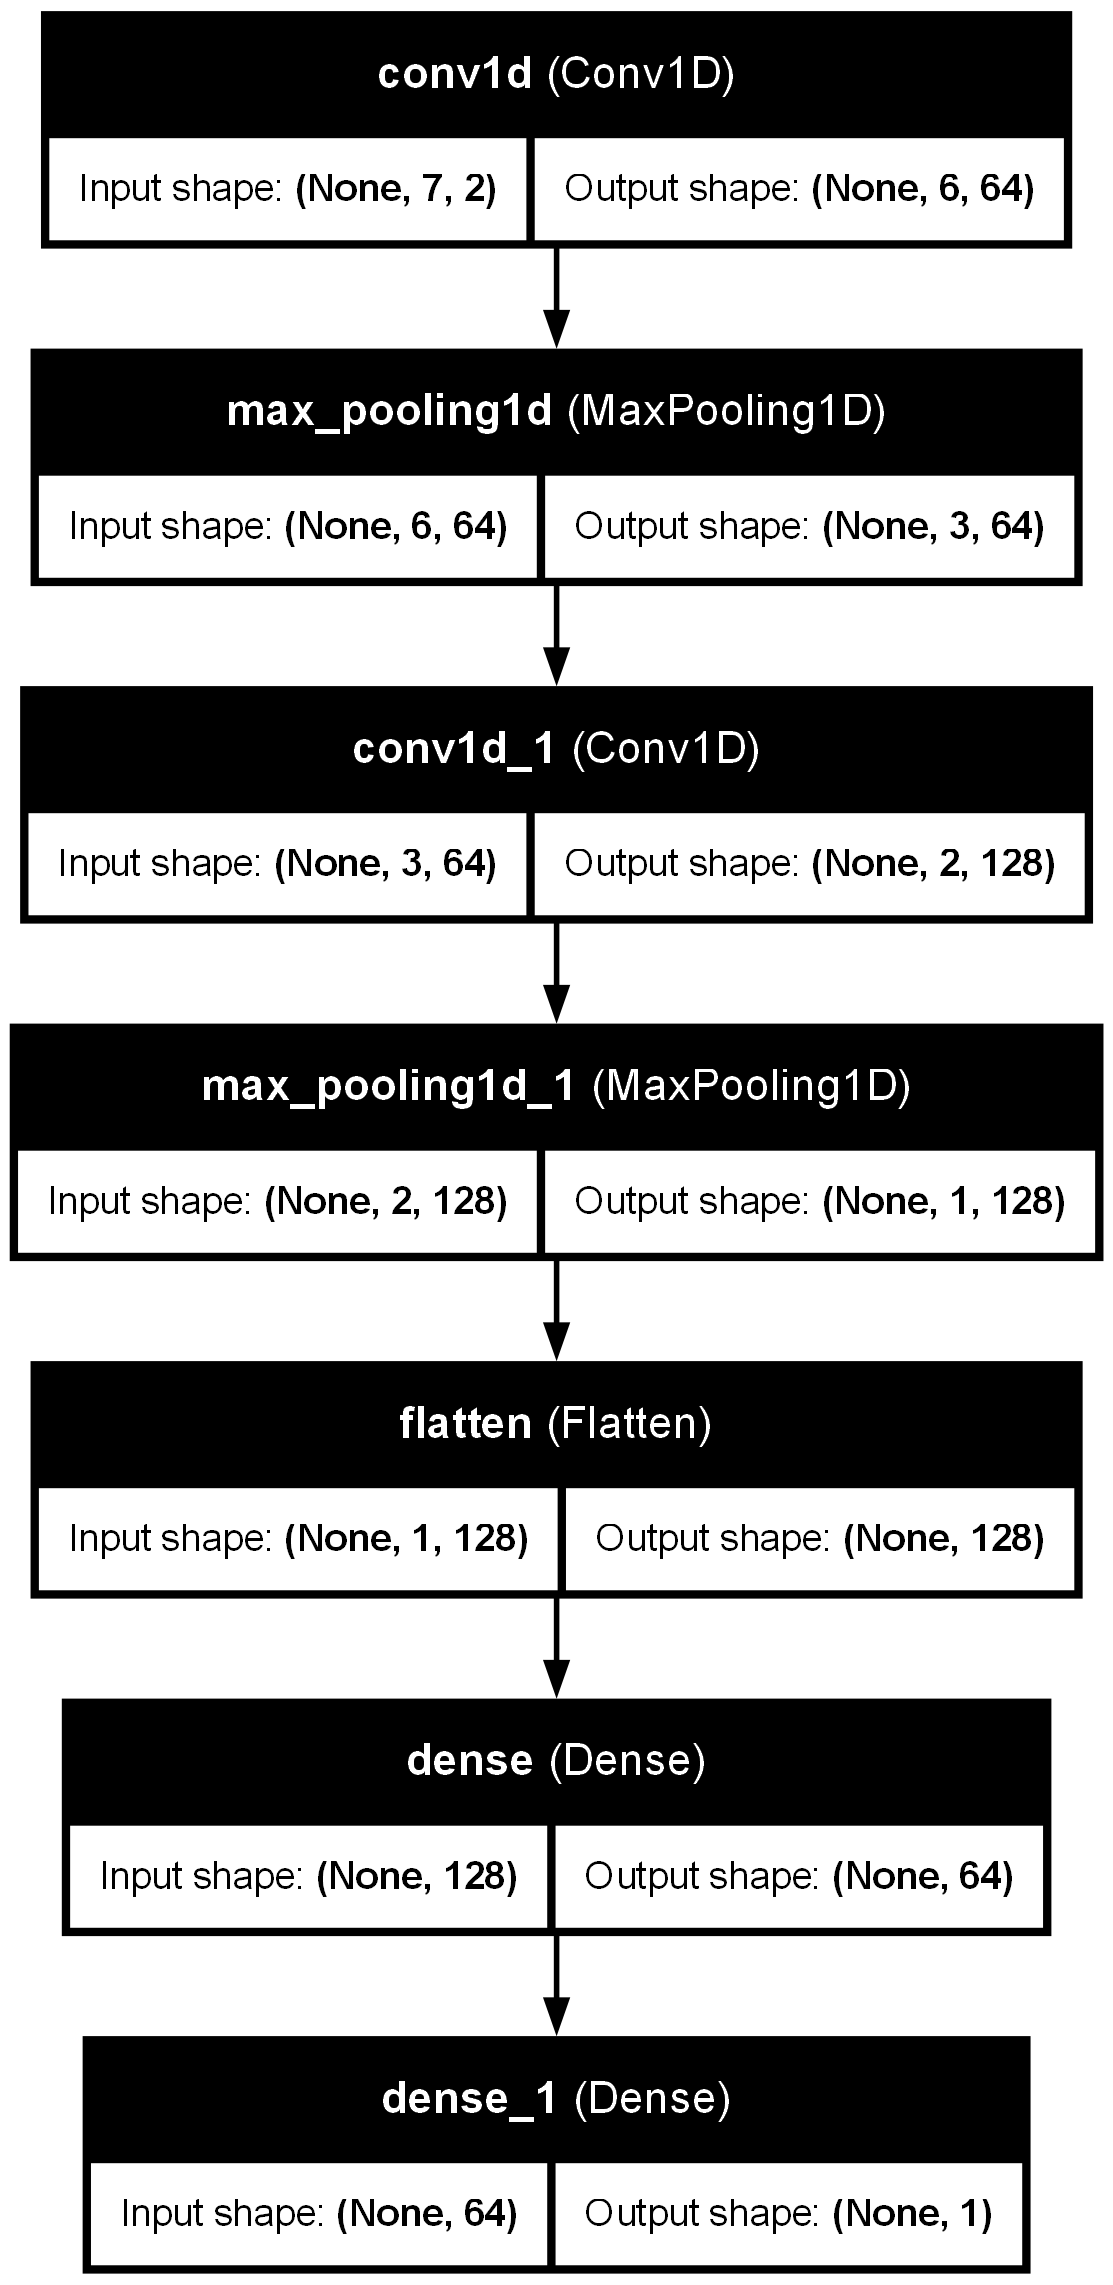 conv1d (Conv1D)
Input shape: (None, 7, 2) Output shape: (None, 6, 64)
max_pooling1d (MaxPooling1D)
Input shape: (None, 6, 64) Output shape: (None, 3, 64)
conv1d_1 (Conv1D)
Input shape: (None, 3, 64) Output shape: (None, 2, 128)
max_pooling1d_1 (MaxPooling1D)
Input shape: (None, 2, 128) Output shape: (None, 1, 128)
flatten (Flatten)
Input shape: (None, 1, 128) Output shape: (None, 128)
dense (Dense)
Input shape: (None, 128) Output shape: (None, 64)
dense_1 (Dense)
Input shape: (None, 64) Output shape: (None, 1)